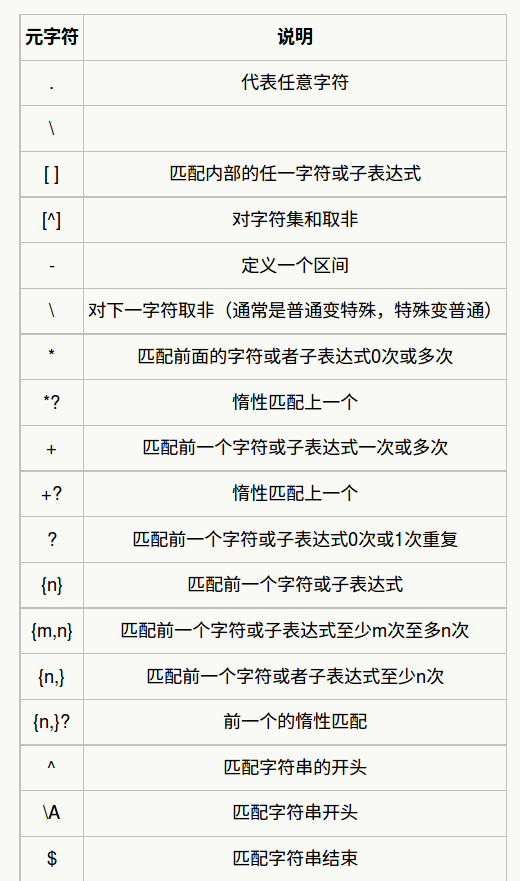 元字符 说明
. 代表任意字符
\
[ ] 匹配内部的任一字符或子表达式
[^] 对字符集和取非
- 定义一个区间
\ 对下一字符取非（通常是普通变特殊，特殊变普通）
* 匹配前面的字符或者子表达式0次或多次
*? 惰性匹配上一个
+ 匹配前一个字符或子表达式一次或多次
+? 惰性匹配上一个
? 匹配前一个字符或子表达式0次或1次重复
{n} 匹配前一个字符或子表达式
{m,n} 匹配前一个字符或子表达式至少m次至多n次
{n,} 匹配前一个字符或者子表达式至少n次
{n,}? 前一个的惰性匹配
^ 匹配字符串的开头
\A 匹配字符串开头
$ 匹配字符串结束